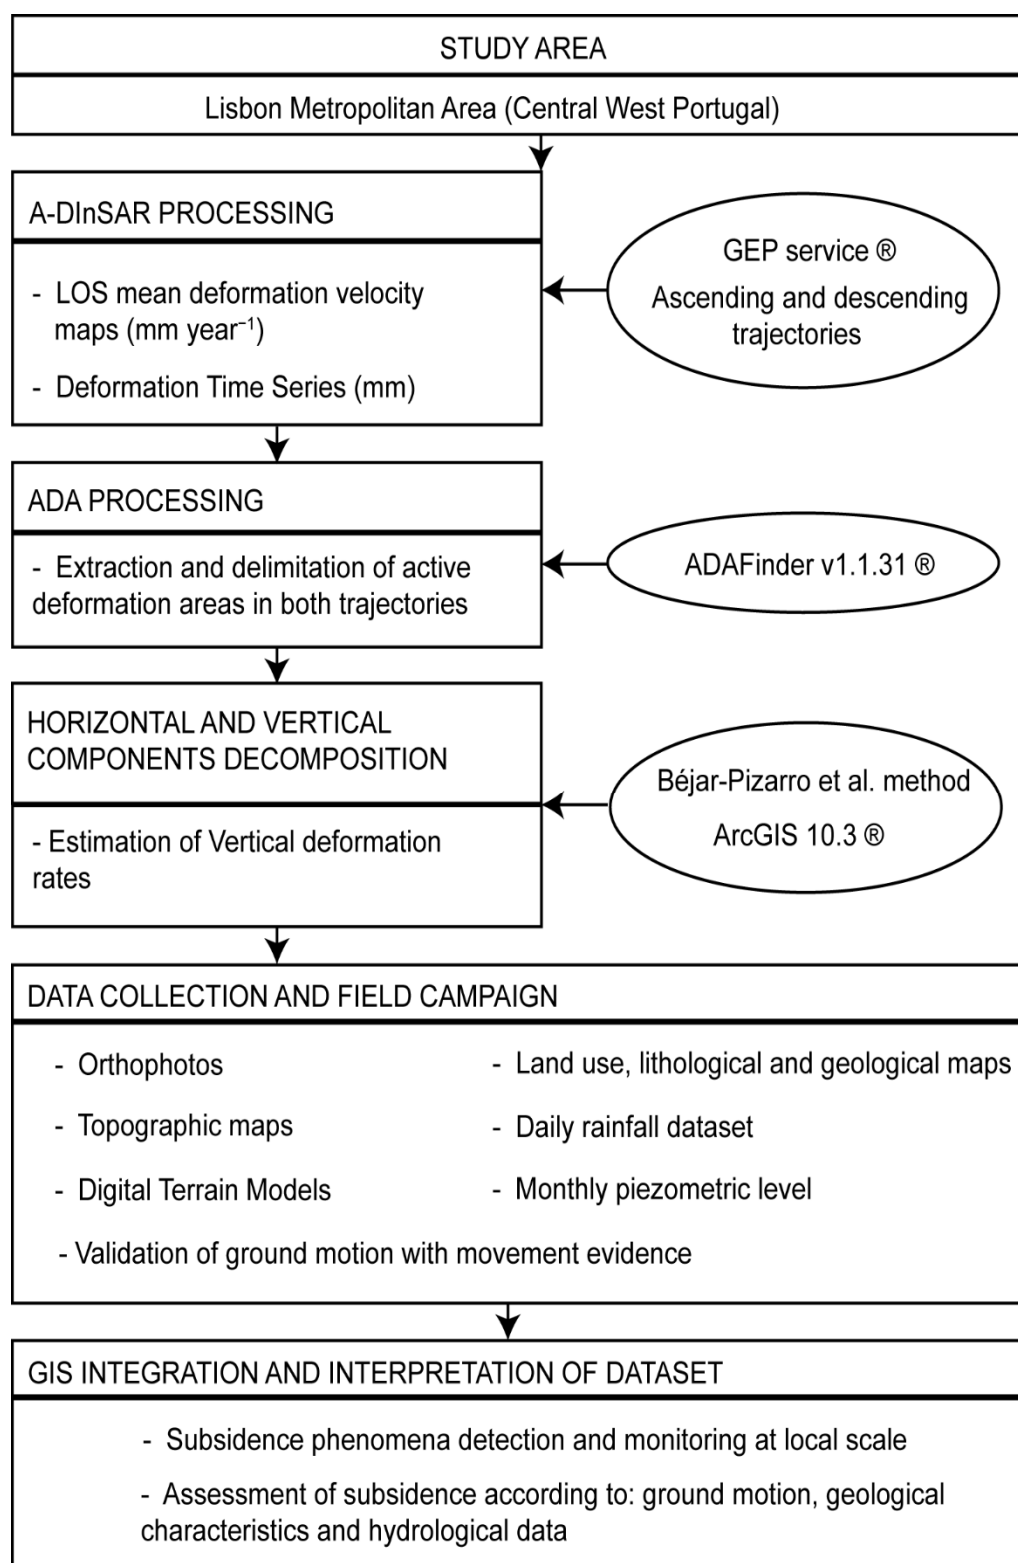 STUDY AREA
Lisbon Metropolitan Area (Central West Portugal)
A-DInSAR PROCESSING
- LOS mean deformation velocity
maps (mm year⁻¹)
- Deformation Time Series (mm)
GEP service ®
Ascending and descending
trajectories
ADA PROCESSING
- Extraction and delimitation of active
deformation areas in both trajectories
ADAFinder v1.1.31 ®
HORIZONTAL AND VERTICAL
COMPONENTS DECOMPOSITION
- Estimation of Vertical deformation
rates
Béjar-Pizarro et al. method
ArcGIS 10.3 ®
DATA COLLECTION AND FIELD CAMPAIGN
- Orthophotos
- Topographic maps
- Digital Terrain Models
- Land use, lithological and geological maps
- Daily rainfall dataset
- Monthly piezometric level
- Validation of ground motion with movement evidence
GIS INTEGRATION AND INTERPRETATION OF DATASET
- Subsidence phenomena detection and monitoring at local scale
- Assessment of subsidence according to: ground motion, geological
characteristics and hydrological data